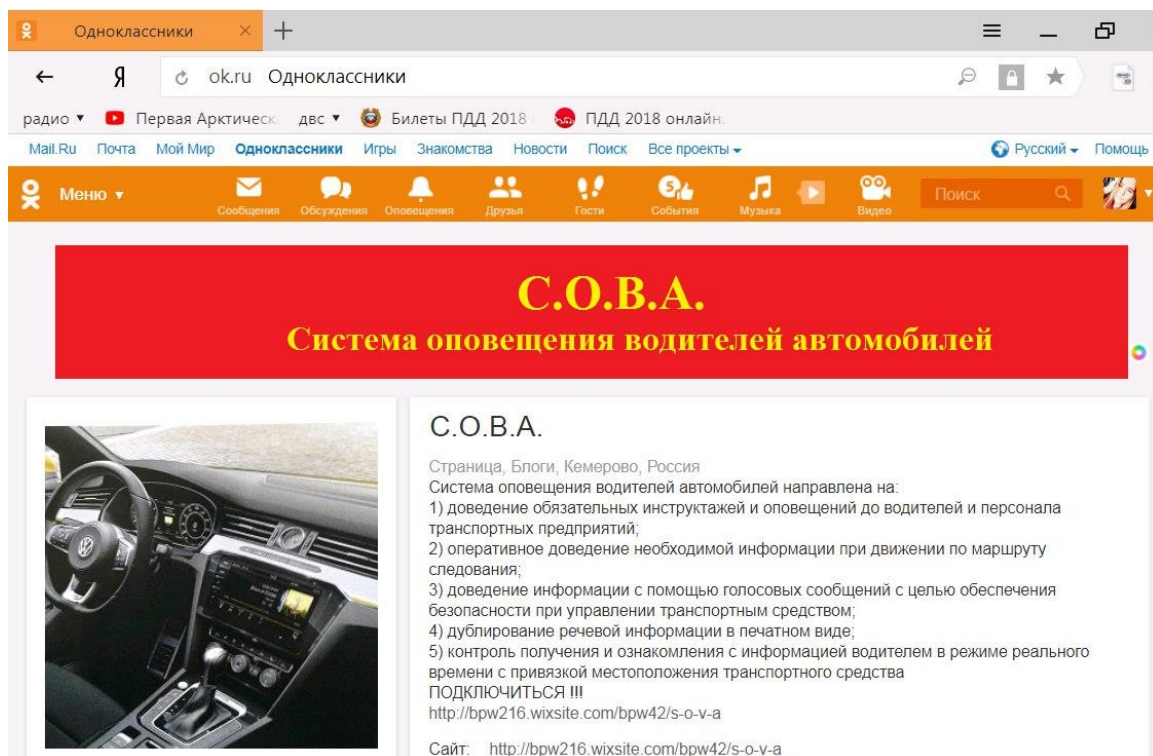 Одноклассники
Я ok.ru Одноклассники
радио Первая Арктическ двс Билеты ПДД 2018 ПДД 2018 онлайн.
Mail.Ru Почта Мой Мир Одноклассники Игры Знакомства Новости Поиск Все проекты Русский Помощь
Меню Сообщения Обсуждения Оповещения Друзья Гости События Музыка Видео Поиск
С.О.В.А.
Система оповещения водителей автомобилей
С.О.В.А.
Страница, Блоги, Кемерово, Россия
Система оповещения водителей автомобилей направлена на:
1) доведение обязательных инструктажей и оповещений до водителей и персонала
транспортных предприятий;
2) оперативное доведение необходимой информации при движении по маршруту
следования;
3) доведение информации с помощью голосовых сообщений с целью обеспечения
безопасности при управлении транспортным средством;
4) дублирование речевой информации в печатном виде;
5) контроль получения и ознакомления с информацией водителем в режиме реального
времени с привязкой местоположения транспортного средства
ПОДКЛЮЧИТЬСЯ !!!
http://bpw216.wixsite.com/bpw42/s-o-v-a
Сайт: http://bpw216.wixsite.com/bpw42/s-o-v-a